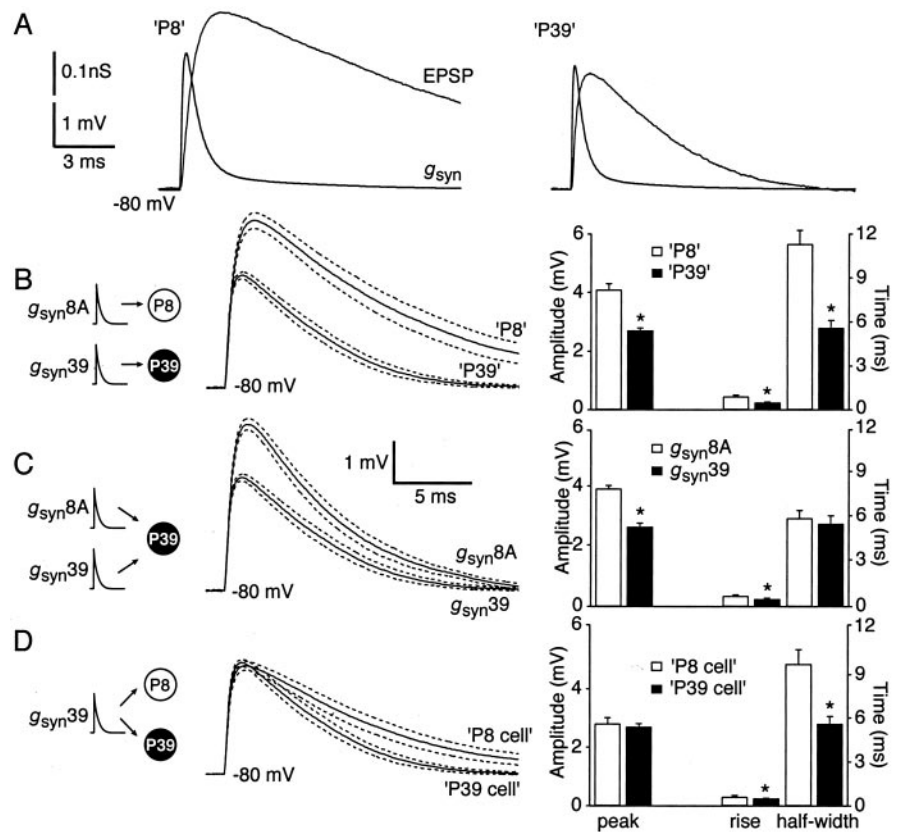 A
'P8'
'P39'
0.1nS
1 mV
3 ms
EPSP
gsyn
-80 mV
B
gsyn8A
P8
gsyn39
P39
'P8'
'P39'
-80 mV
Amplitude (mV)
6
4
2
0
'P8'
'P39'
*
*
*
12
9
6
3
0
Time (ms)
C
gsyn8A
gsyn39
P39
1 mV
5 ms
gsyn8A
gsyn39
-80 mV
Amplitude (mV)
6
4
2
0
gsyn8A
gsyn39
*
*
12
9
6
3
0
Time (ms)
D
gsyn39
P8
P39
'P8 cell'
'P39 cell'
-80 mV
Amplitude (mV)
6
4
2
0
'P8 cell'
'P39 cell'
*
*
12
9
6
3
0
Time (ms)
peak
rise
half-width